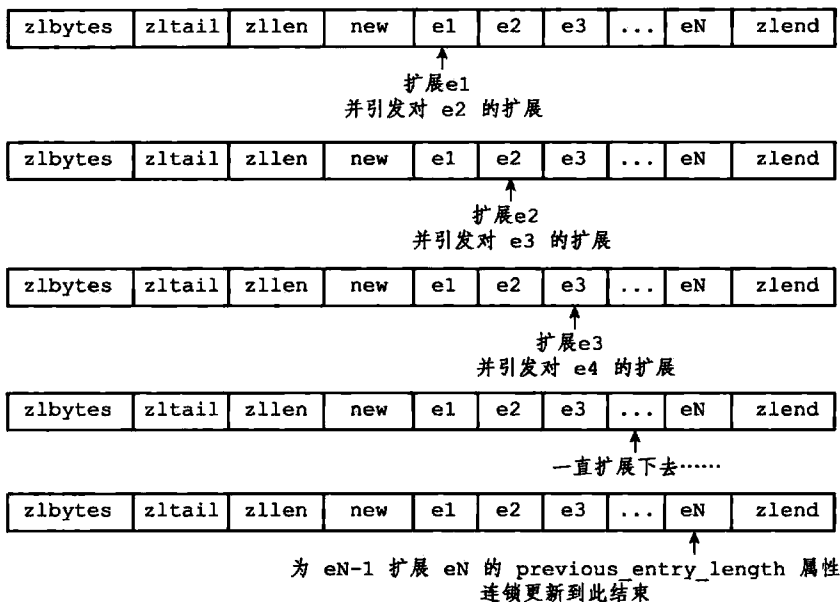 zlbytes zltail zllen new e1 e2 e3 ... eN zlend
扩展e1
并引发对 e2 的扩展
zlbytes zltail zllen new e1 e2 e3 ... eN zlend
扩展e2
并引发对 e3 的扩展
zlbytes zltail zllen new e1 e2 e3 ... eN zlend
扩展e3
并引发对 e4 的扩展
zlbytes zltail zllen new e1 e2 e3 ... eN zlend
一直扩展下去……
zlbytes zltail zllen new e1 e2 e3 ... eN zlend
为 eN-1 扩展 eN 的 previous_entry_length 属性
连锁更新到此结束